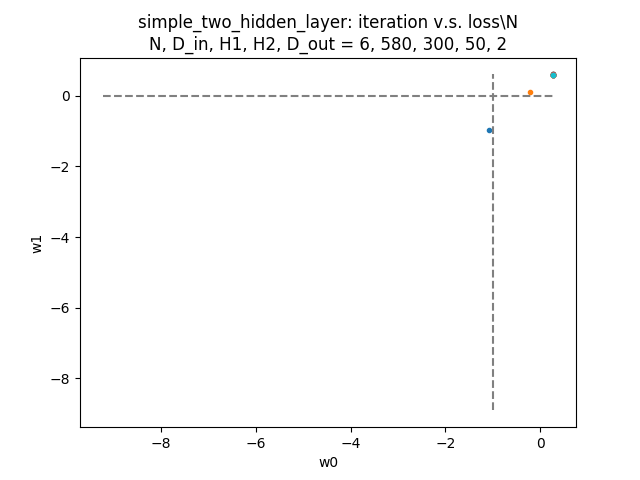 simple_two_hidden_layer: iteration v.s. loss\N
N, D_in, H1, H2, D_out = 6, 580, 300, 50, 2
0
−2
−4
−6
−8
w1
−8
−6
−4
−2
0
w0